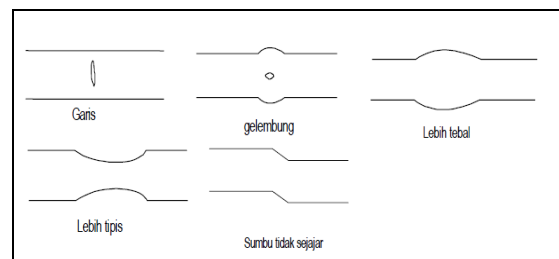 Garis
gelembung
Lebih tebal
Lebih tipis
Sumbu tidak sejajar